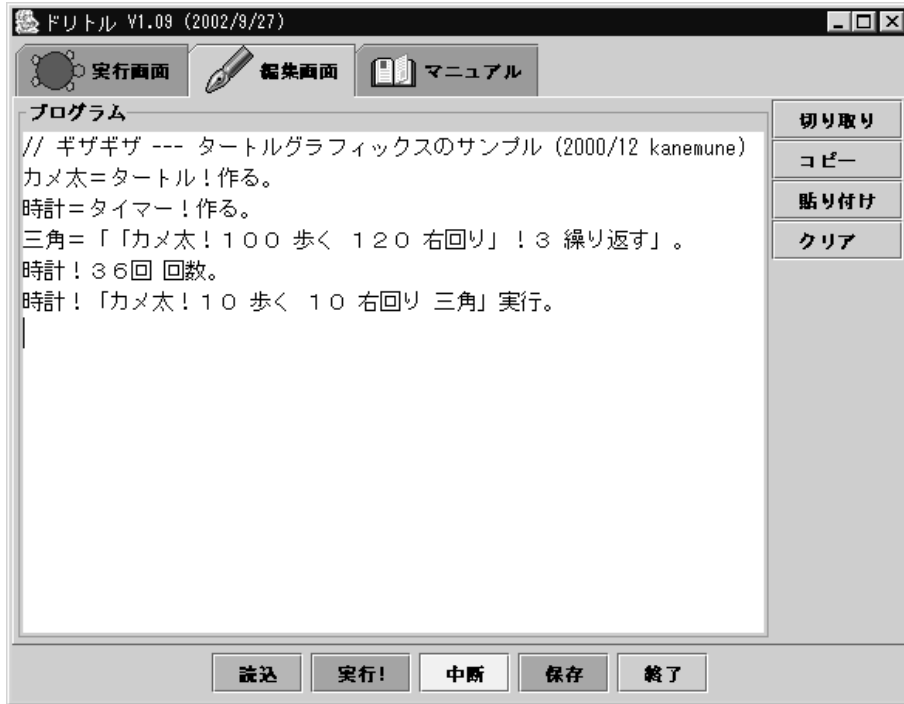 ドリトル V1.09 (2002/9/27)
実行画面 編集画面 マニュアル
プログラム
// ギザギザ --- タートルグラフィックスのサンプル (2000/12 kanemune)
カメ太=タートル!作る。
時計=タイマー!作る。
三角=「「カメ太!100 歩く 120 右回り」!3 繰り返す」。
時計!36回 回数。
時計!「カメ太!10 歩く 10 右回り 三角」実行。
切り取り
コピー
貼り付け
クリア
読込 実行! 中断 保存 終了